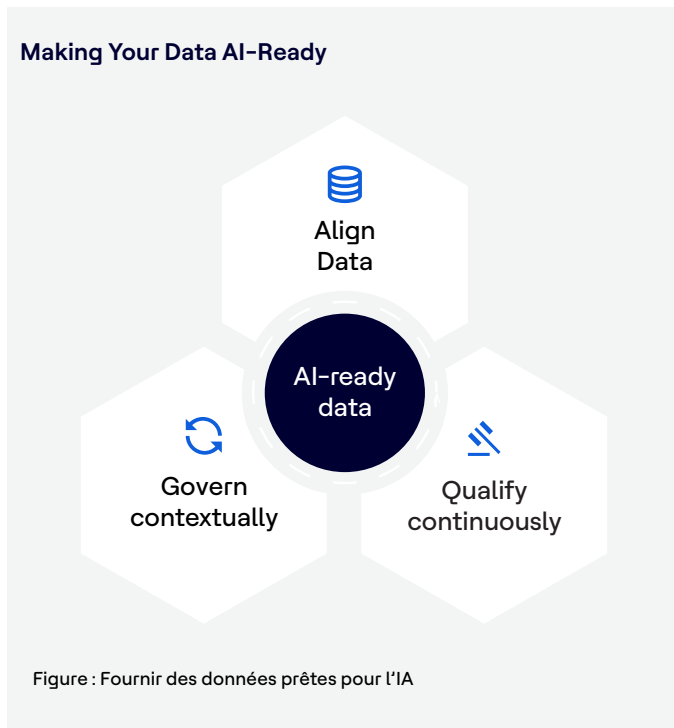 Making Your Data AI-Ready
Align
Data
AI-ready
data
Govern
contextually
Qualify
continuously
Figure : Fournir des données prêtes pour l'IA